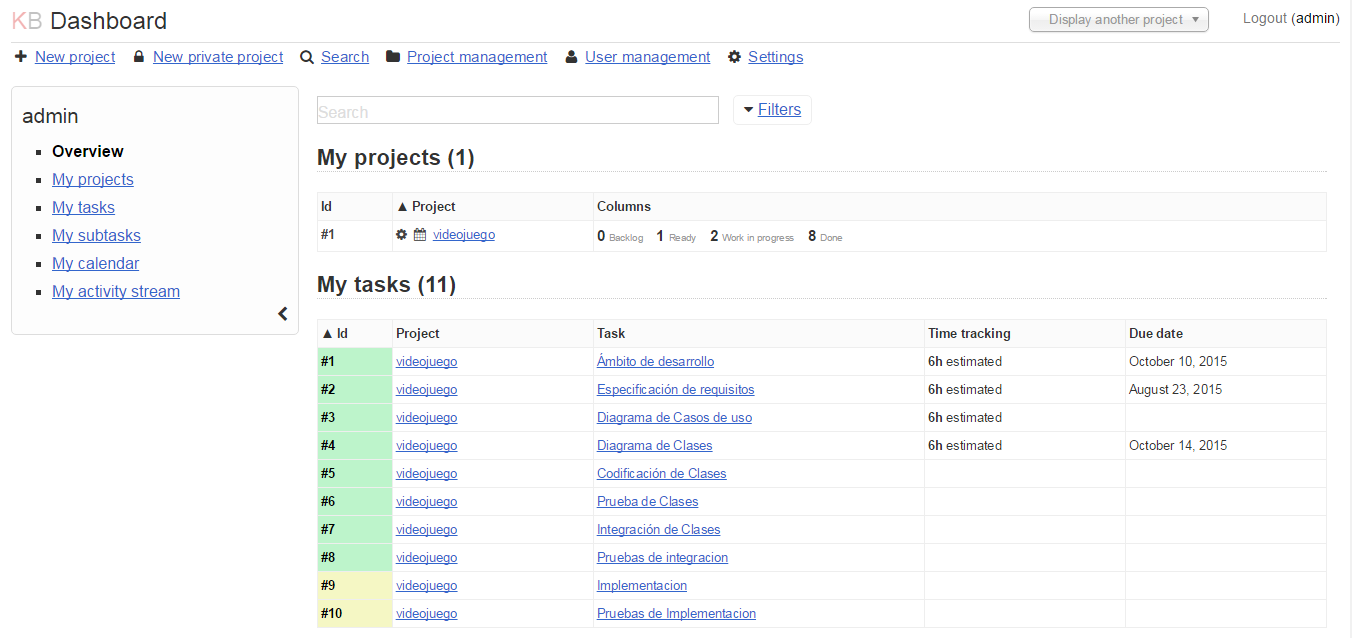 KB Dashboard Display another project Logout (admin)
New project New private project Search Project management User management Settings
admin
Overview
My projects
My tasks
My subtasks
My calendar
My activity stream
Search Filters
My projects (1)
Id ▲ Project Columns
#1 videojuego 0 Backlog 1 Ready 2 Work in progress 8 Done
My tasks (11)
▲ Id Project Task Time tracking Due date
#1 videojuego Ámbito de desarrollo 6h estimated October 10, 2015
#2 videojuego Especificación de requisitos 6h estimated August 23, 2015
#3 videojuego Diagrama de Casos de uso 6h estimated
#4 videojuego Diagrama de Clases 6h estimated October 14, 2015
#5 videojuego Codificación de Clases
#6 videojuego Prueba de Clases
#7 videojuego Integración de Clases
#8 videojuego Pruebas de integracion
#9 videojuego Implementacion
#10 videojuego Pruebas de Implementacion